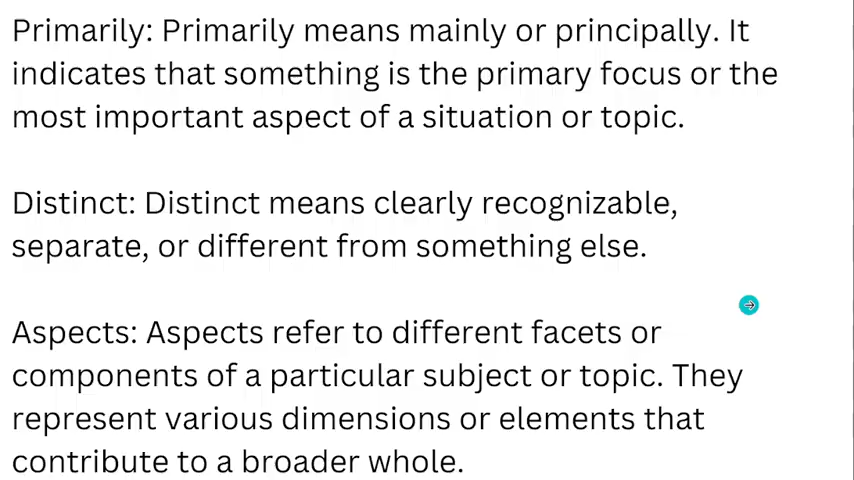 Primarily: Primarily means mainly or principally. It
indicates that something is the primary focus or the
most important aspect of a situation or topic.
Distinct: Distinct means clearly recognizable,
separate, or different from something else.
Aspects: Aspects refer to different facets or
components of a particular subject or topic. They
represent various dimensions or elements that
contribute to a broader whole.